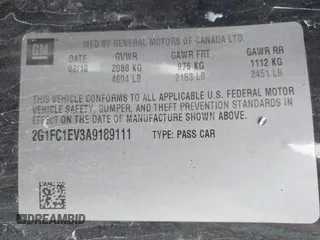 GM
MFD BY GENERAL MOTORS OF CANADA LTD.
DATE GVWR GAWR FRT GAWR RR
02/10 2088 KG 976 KG 1112 KG
4604 LB 2153 LB 2451 LB
THIS VEHICLE CONFORMS TO ALL APPLICABLE U.S. FEDERAL MOTOR
VEHICLE SAFETY, BUMPER, AND THEFT PREVENTION STANDARDS IN
EFFECT ON THE DATE OF MANUFACTURE SHOWN ABOVE.
2G1FC1EV3A9189111 TYPE: PASS CAR
DREAMBID